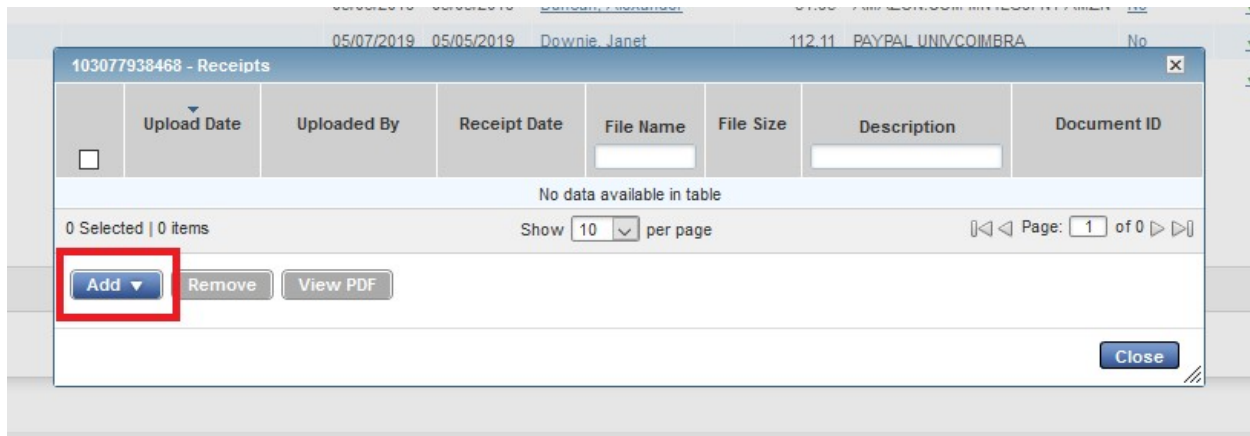 05/07/2019 05/05/2019 Downie, Janet 112.11 PAYPAL UNIVCOIMBRA No
103077938468 - Receipts
Upload Date Uploaded By Receipt Date File Name File Size Description Document ID
No data available in table
0 Selected | 0 items Show 10 per page Page: 1 of 0
Add Remove View PDF
Close